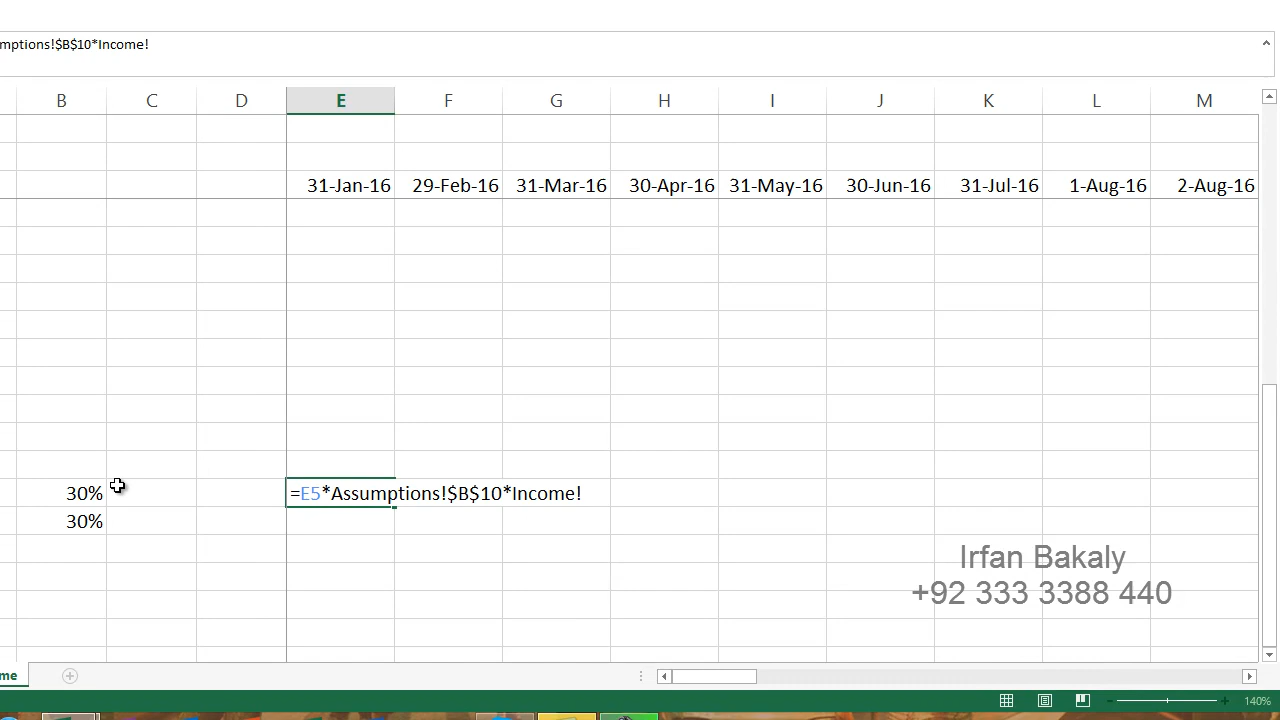 mptions!$B$10*Income!
B C D E F G H I J K L M
31-Jan-16 29-Feb-16 31-Mar-16 30-Apr-16 31-May-16 30-Jun-16 31-Jul-16 1-Aug-16 2-Aug-16
30% =E5*Assumptions!$B$10*Income!
30%
Irfan Bakaly
+92 333 3388 440
me
140%